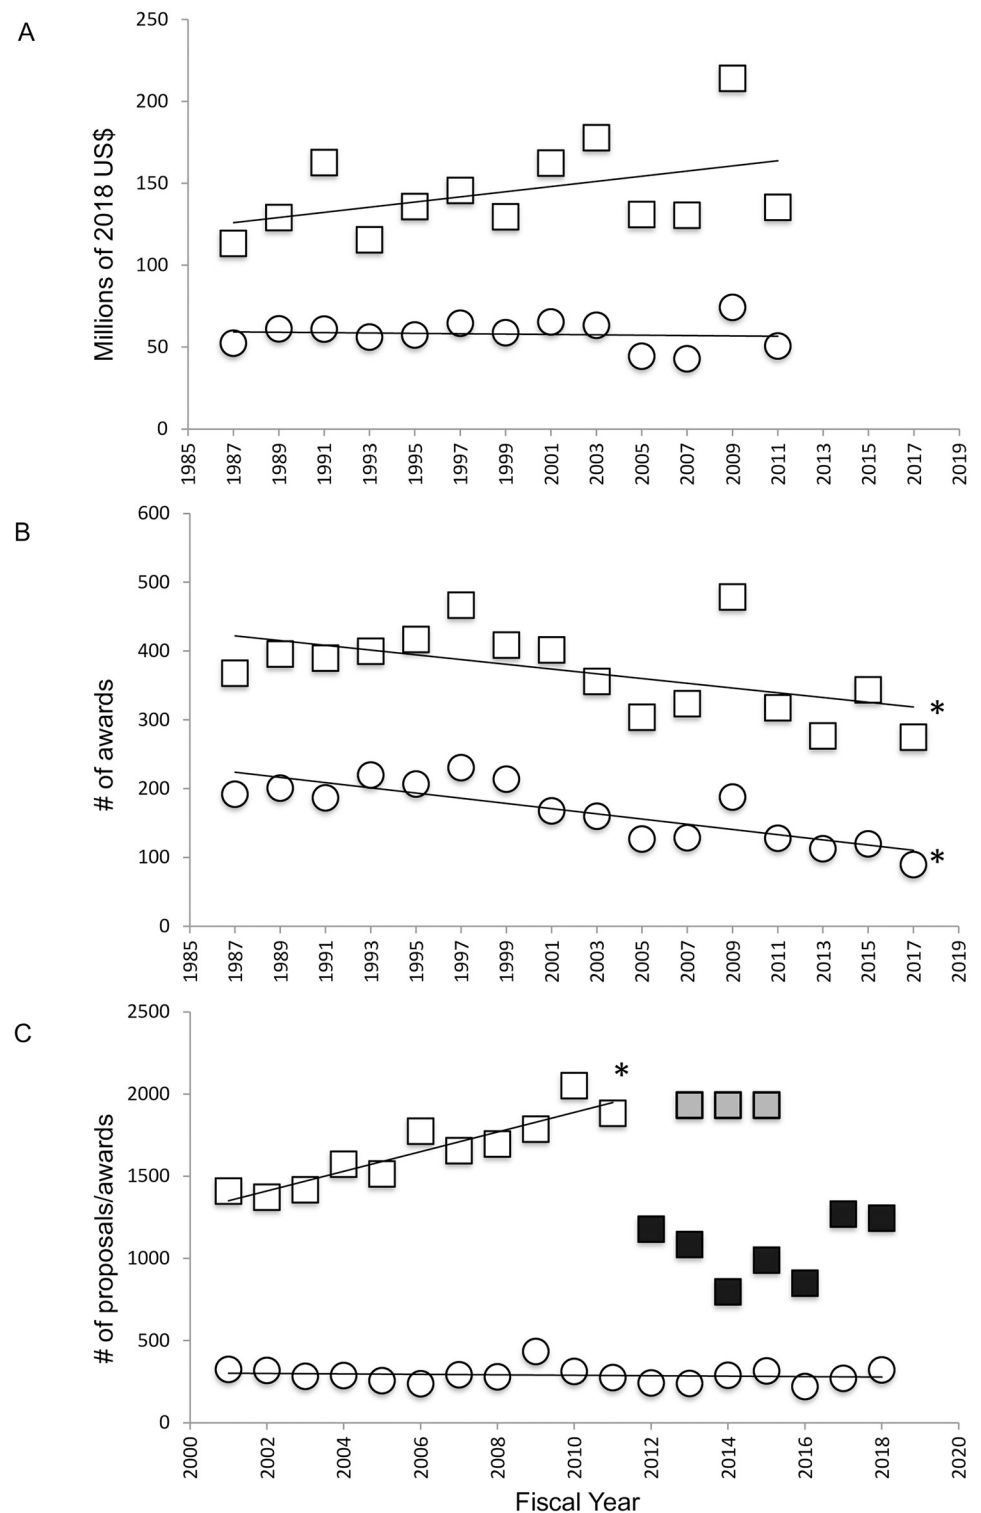 A
Millions of 2018 US$
250
200
150
100
50
0
1985 1987 1989 1991 1993 1995 1997 1999 2001 2003 2005 2007 2009 2011 2013 2015 2017 2019
B
# of awards
600
500
400
300
200
100
0
*
*
1985 1987 1989 1991 1993 1995 1997 1999 2001 2003 2005 2007 2009 2011 2013 2015 2017 2019
C
# of proposals/awards
2500
2000
1500
1000
500
0
*
2000 2002 2004 2006 2008 2010 2012 2014 2016 2018 2020
Fiscal Year